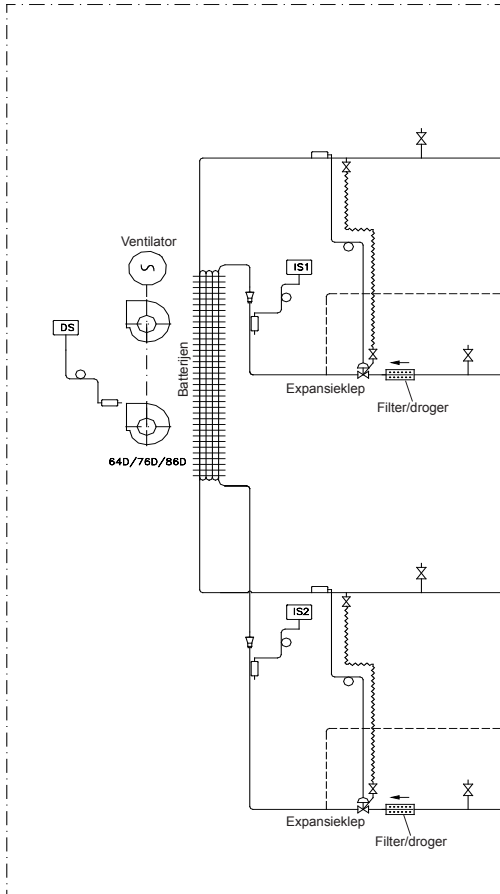 Ventilator
IS1
DS
Batterijen
Expansieklep
Filter/droger
64D/76D/86D
IS2
Expansieklep
Filter/droger